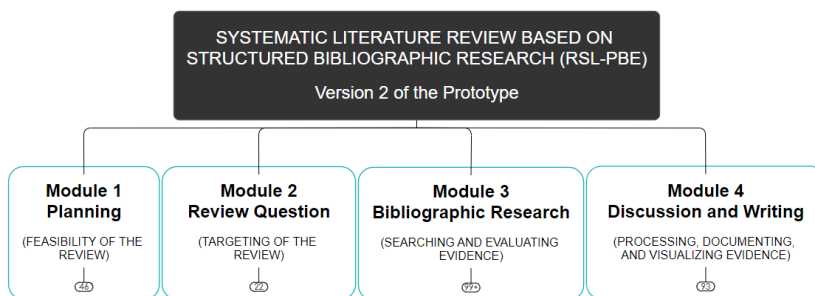 SYSTEMATIC LITERATURE REVIEW BASED ON
STRUCTURED BIBLIOGRAPHIC RESEARCH (RSL-PBE)
Version 2 of the Prototype
Module 1
Planning
(FEASIBILITY OF THE
REVIEW)
46
Module 2
Review Question
(TARGETING OF THE
REVIEW)
22
Module 3
Bibliographic Research
(SEARCHING AND EVALUATING
EVIDENCE)
99+
Module 4
Discussion and Writing
(PROCESSING, DOCUMENTING,
AND VISUALIZING EVIDENCE)
93